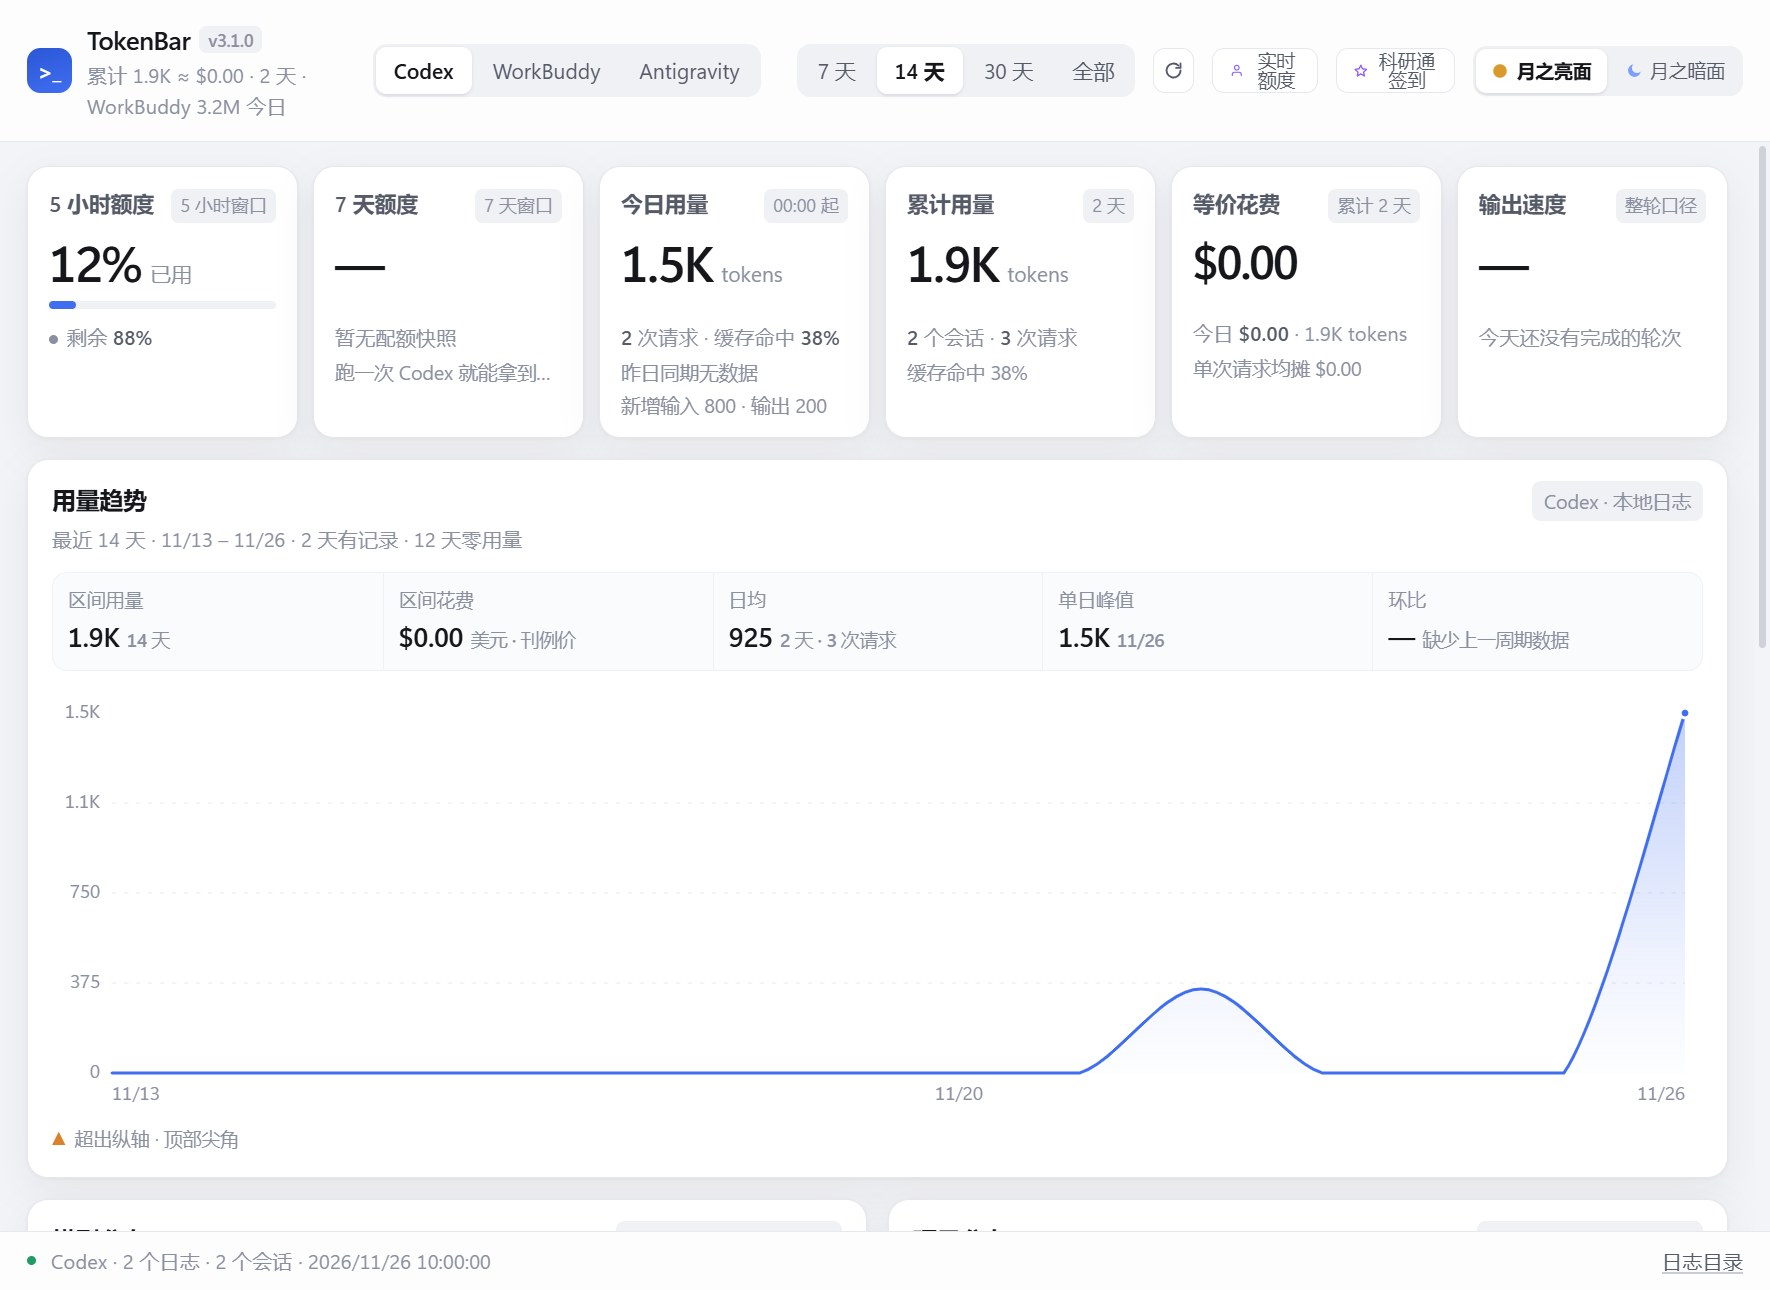 TokenBar v3.1.0
累计 1.9K ≈ $0.00 · 2 天 ·
WorkBuddy 3.2M 今日
Codex WorkBuddy Antigravity
7 天 14 天 30 天 全部
实时
额度
科研通
签到
月之亮面 月之暗面
5 小时额度 5 小时窗口
12% 已用
剩余 88%
7 天额度 7 天窗口
—
暂无配额快照
跑一次 Codex 就能拿到...
今日用量 00:00 起
1.5K tokens
2 次请求 · 缓存命中 38%
昨日同期无数据
新增输入 800 · 输出 200
累计用量 2 天
1.9K tokens
2 个会话 · 3 次请求
缓存命中 38%
等价花费 累计 2 天
$0.00
今日 $0.00 · 1.9K tokens
单次请求均摊 $0.00
输出速度 整轮口径
—
今天还没有完成的轮次
用量趋势 Codex · 本地日志
最近 14 天 · 11/13 – 11/26 · 2 天有记录 · 12 天零用量
区间用量
1.9K 14 天
区间花费
$0.00 美元 · 刊例价
日均
925 2 天 · 3 次请求
单日峰值
1.5K 11/26
环比
— 缺少上一周期数据
1.5K
1.1K
750
375
0
11/13 11/20 11/26
▲ 超出纵轴 · 顶部尖角
Codex · 2 个日志 · 2 个会话 · 2026/11/26 10:00:00 日志目录